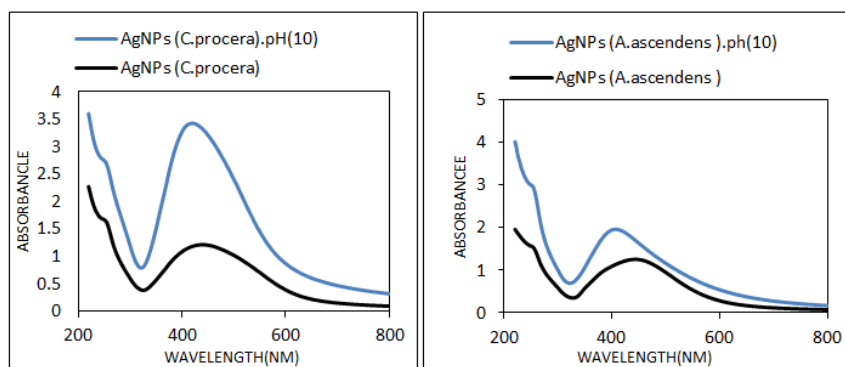 AgNPs (C.procera).pH(10)
AgNPs (C.procera)
4
3.5
3
2.5
2
1.5
1
0.5
0
ABSORBANCLE
200 400 600 800
WAVELENGTH(NM)
AgNPs (A.ascendens ).ph(10)
AgNPs (A.ascendens )
5
4
3
2
1
0
ABSORBANCEE
200 400 600 800
WAVELENGTH(NM)